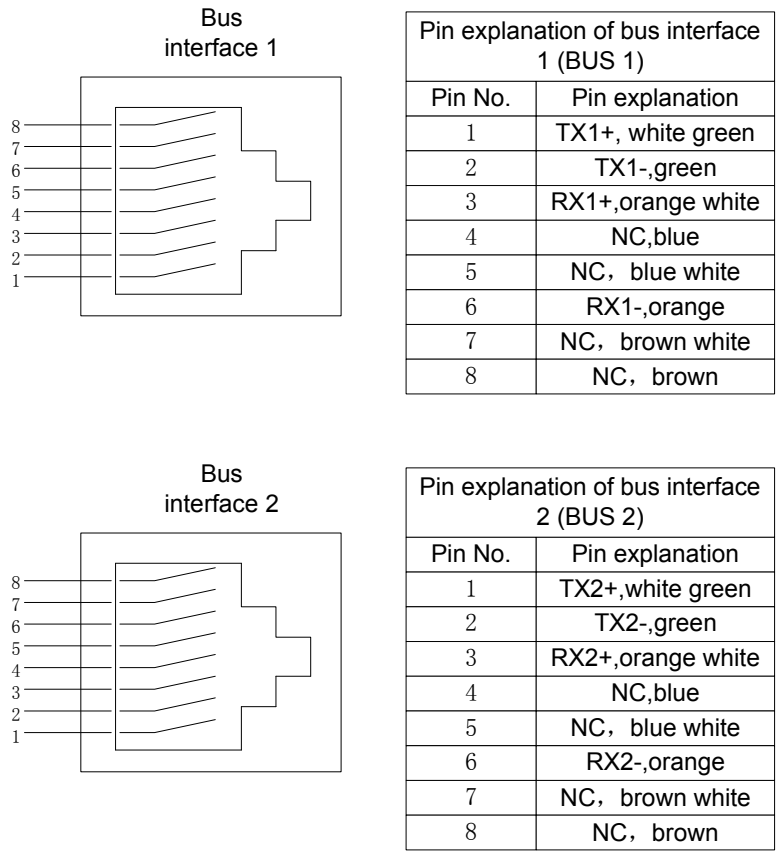 Bus
interface 1
8
7
6
5
4
3
2
1
Pin explanation of bus interface
1 (BUS 1)
Pin No. Pin explanation
1 TX1+, white green
2 TX1-,green
3 RX1+,orange white
4 NC,blue
5 NC，blue white
6 RX1-,orange
7 NC，brown white
8 NC，brown
Bus
interface 2
8
7
6
5
4
3
2
1
Pin explanation of bus interface
2 (BUS 2)
Pin No. Pin explanation
1 TX2+,white green
2 TX2-,green
3 RX2+,orange white
4 NC,blue
5 NC，blue white
6 RX2-,orange
7 NC，brown white
8 NC，brown